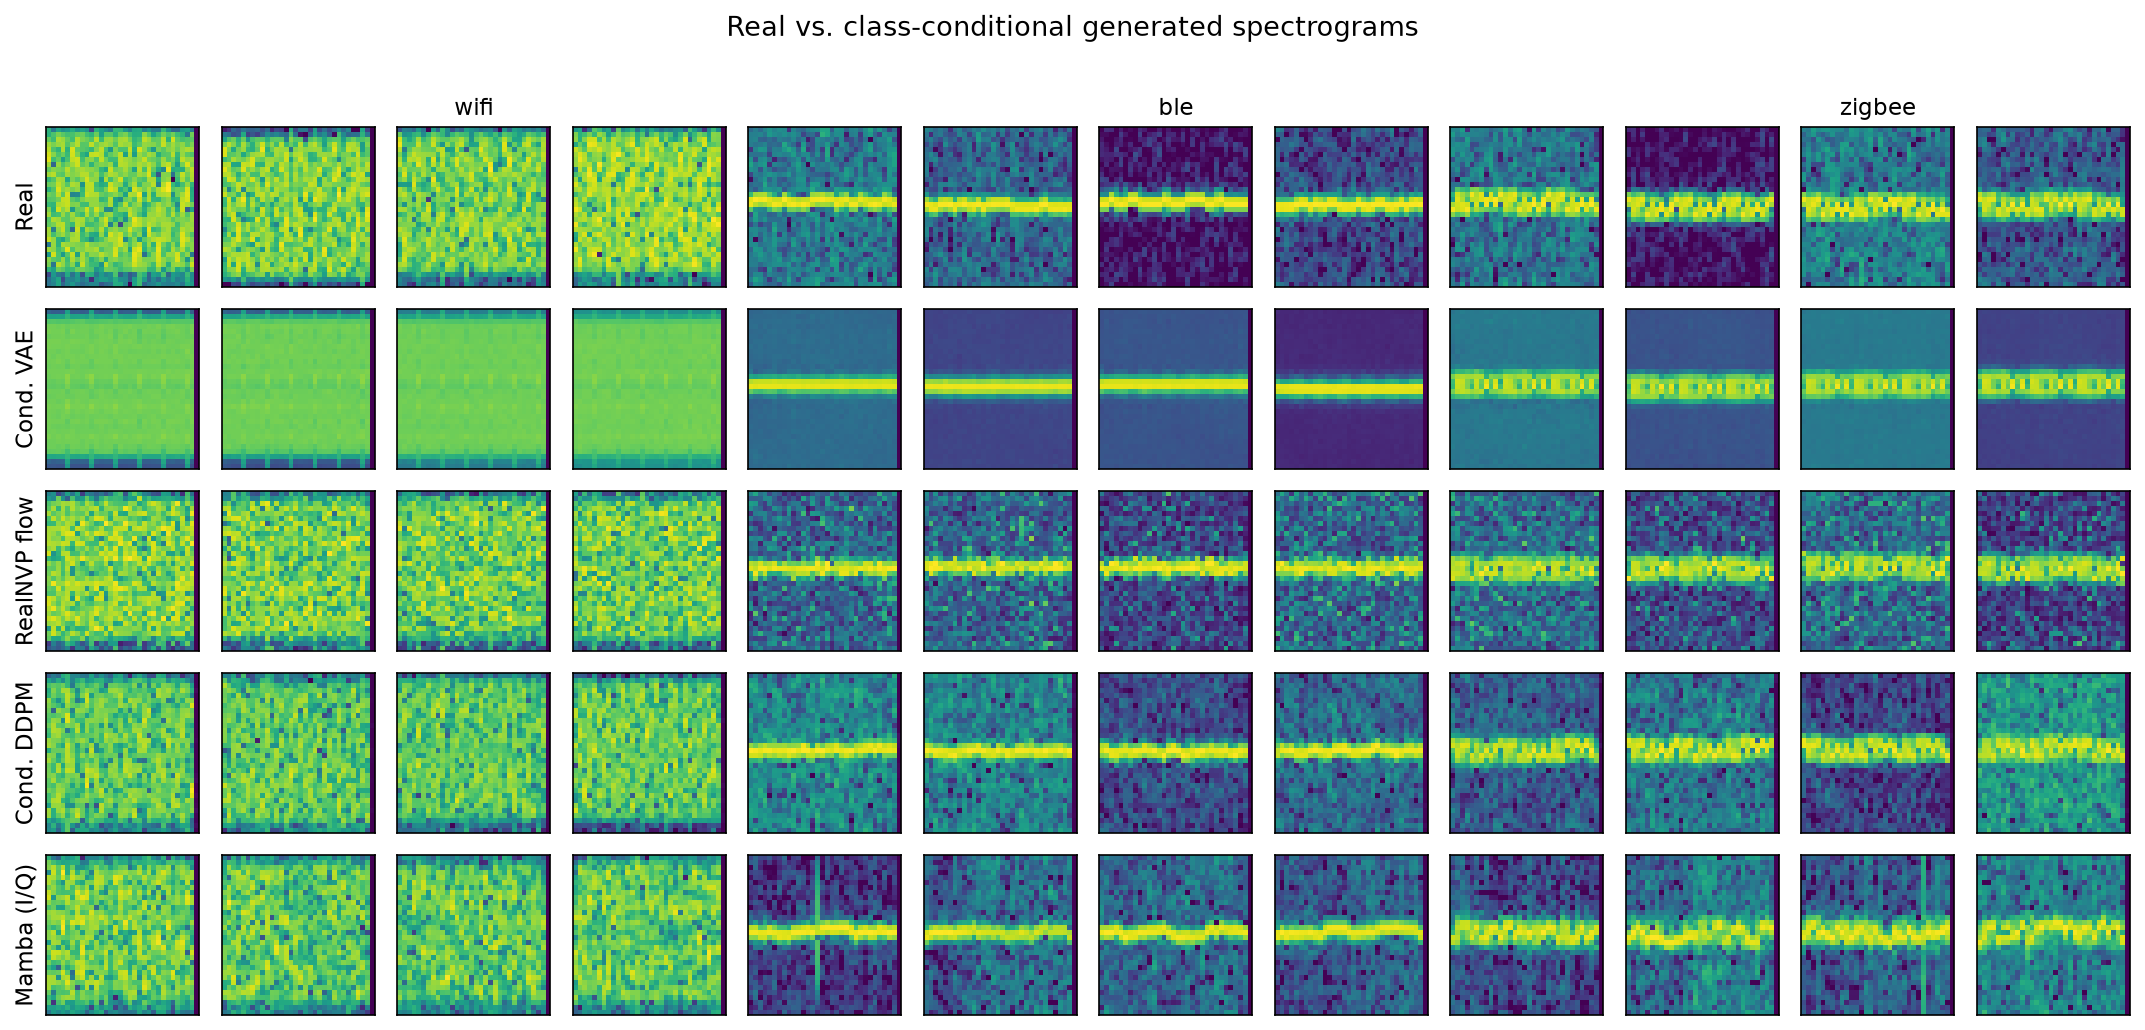 Real vs. class-conditional generated spectrograms
wifi
ble
zigbee
Real
Cond. VAE
RealNVP flow
Cond. DDPM
Mamba (I/Q)